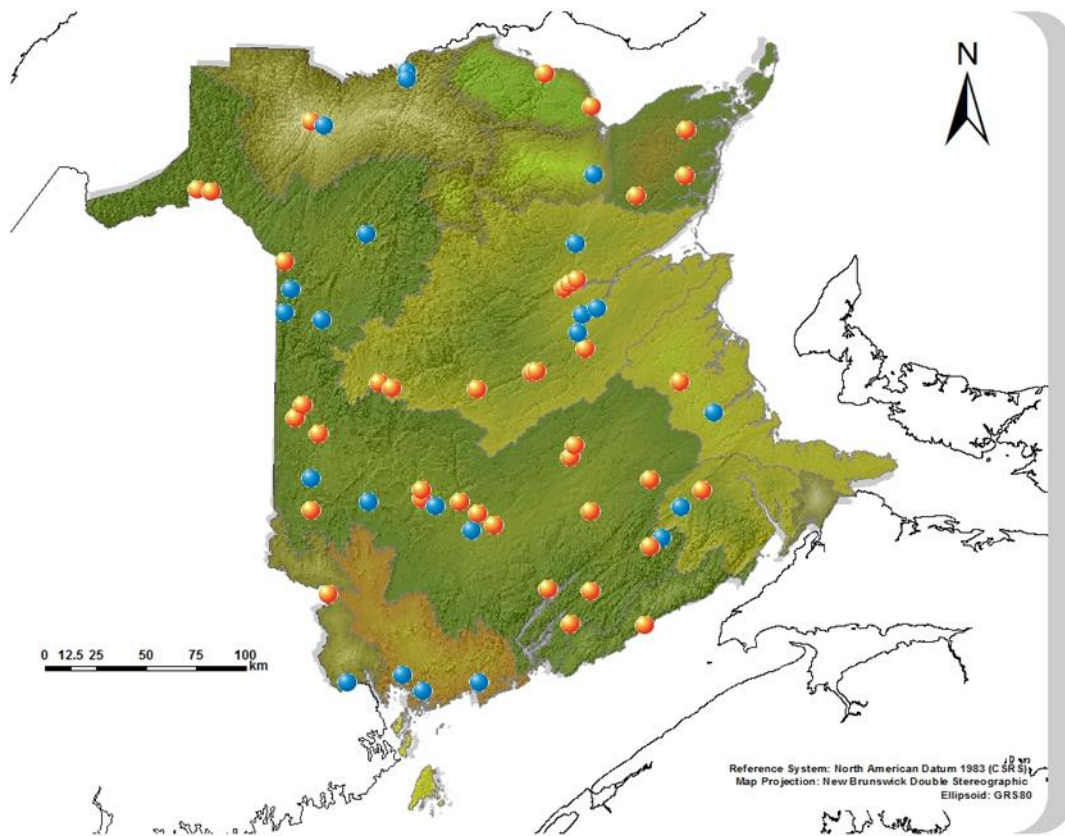 N
0 12.5 25 50 75 100
km
Reference System: North American Datum 1983 (CSRS)
Map Projection: New Brunswick Double Stereographic
Ellipsoid: GRS80